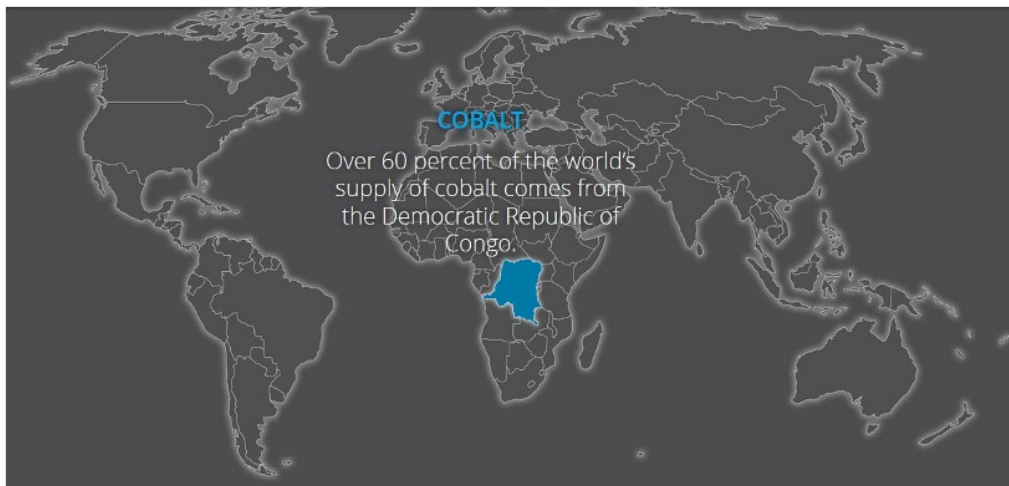 COBALT
Over 60 percent of the world's
supply of cobalt comes from
the Democratic Republic of
Congo.